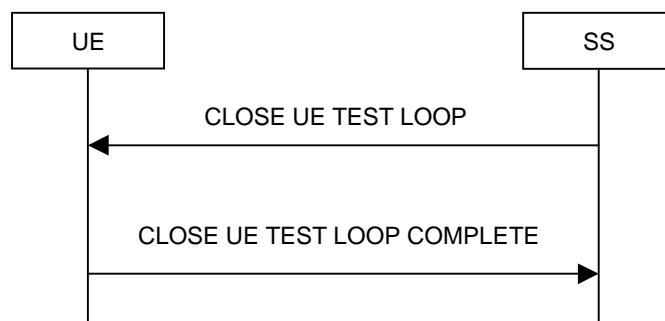 UE
SS
CLOSE UE TEST LOOP
CLOSE UE TEST LOOP COMPLETE